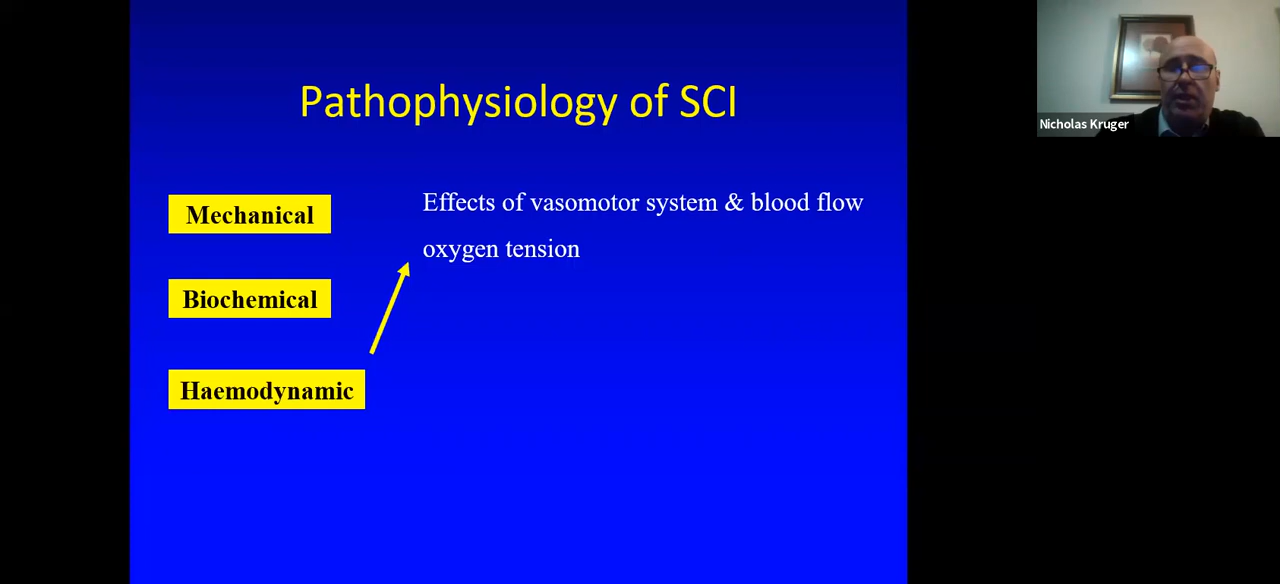 Pathophysiology of SCI
Mechanical
Effects of vasomotor system & blood flow
oxygen tension
Biochemical
Haemodynamic
Nicholas Kruger